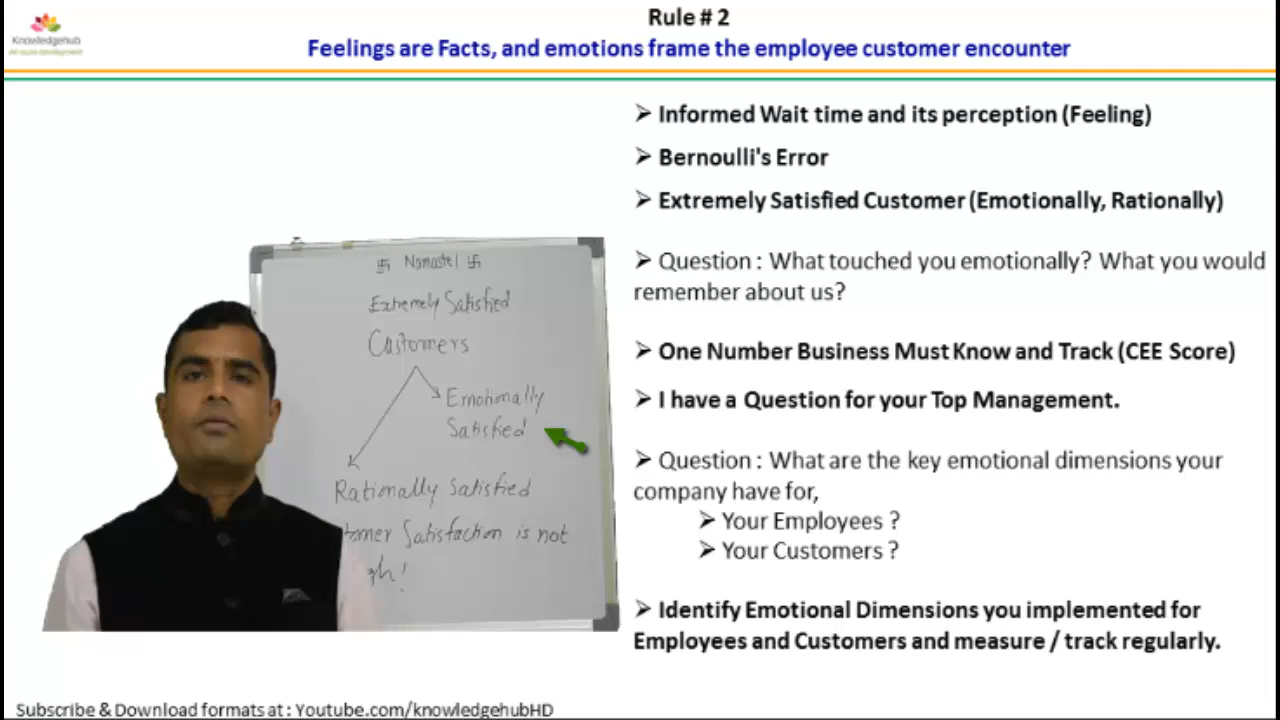 Knowledgehub
All round development
Rule # 2
Feelings are Facts, and emotions frame the employee customer encounter
卐 Namaste! 卐
Extremely Satisfied
Customers
Emotionally
Satisfied
Rationally Satisfied
tomer Satisfaction is not
gh!
➢ Informed Wait time and its perception (Feeling)
➢ Bernoulli's Error
➢ Extremely Satisfied Customer (Emotionally, Rationally)
➢ Question : What touched you emotionally? What you would
remember about us?
➢ One Number Business Must Know and Track (CEE Score)
➢ I have a Question for your Top Management.
➢ Question : What are the key emotional dimensions your
company have for,
➢ Your Employees ?
➢ Your Customers ?
➢ Identify Emotional Dimensions you implemented for
Employees and Customers and measure / track regularly.
Subscribe & Download formats at : Youtube.com/knowledgehubHD